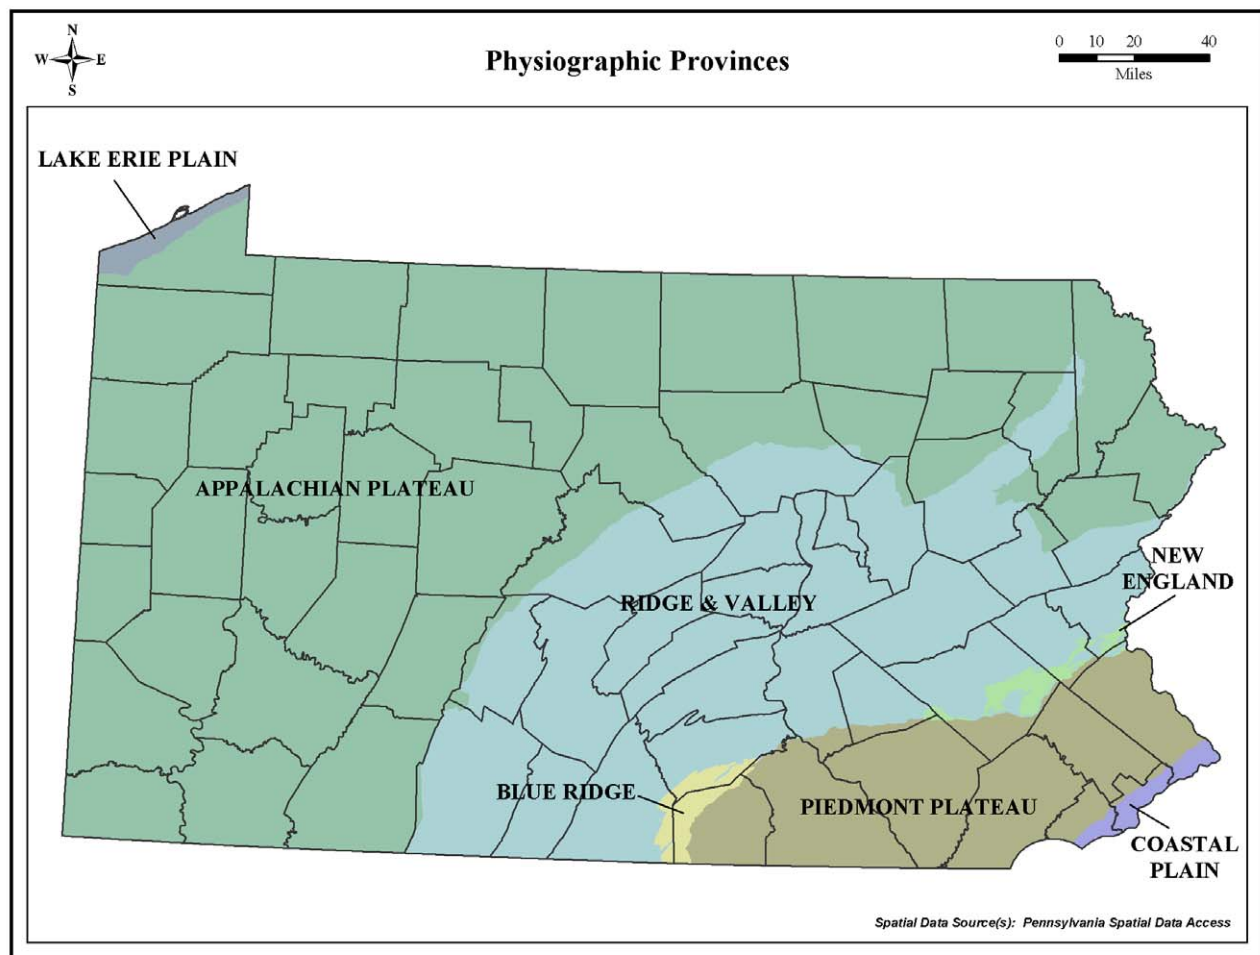 N
W E
S
Physiographic Provinces
0 10 20 40
Miles
LAKE ERIE PLAIN
APPALACHIAN PLATEAU
NEW
ENGLAND
RIDGE & VALLEY
BLUE RIDGE
PIEDMONT PLATEAU
COASTAL
PLAIN
Spatial Data Source(s): Pennsylvania Spatial Data Access